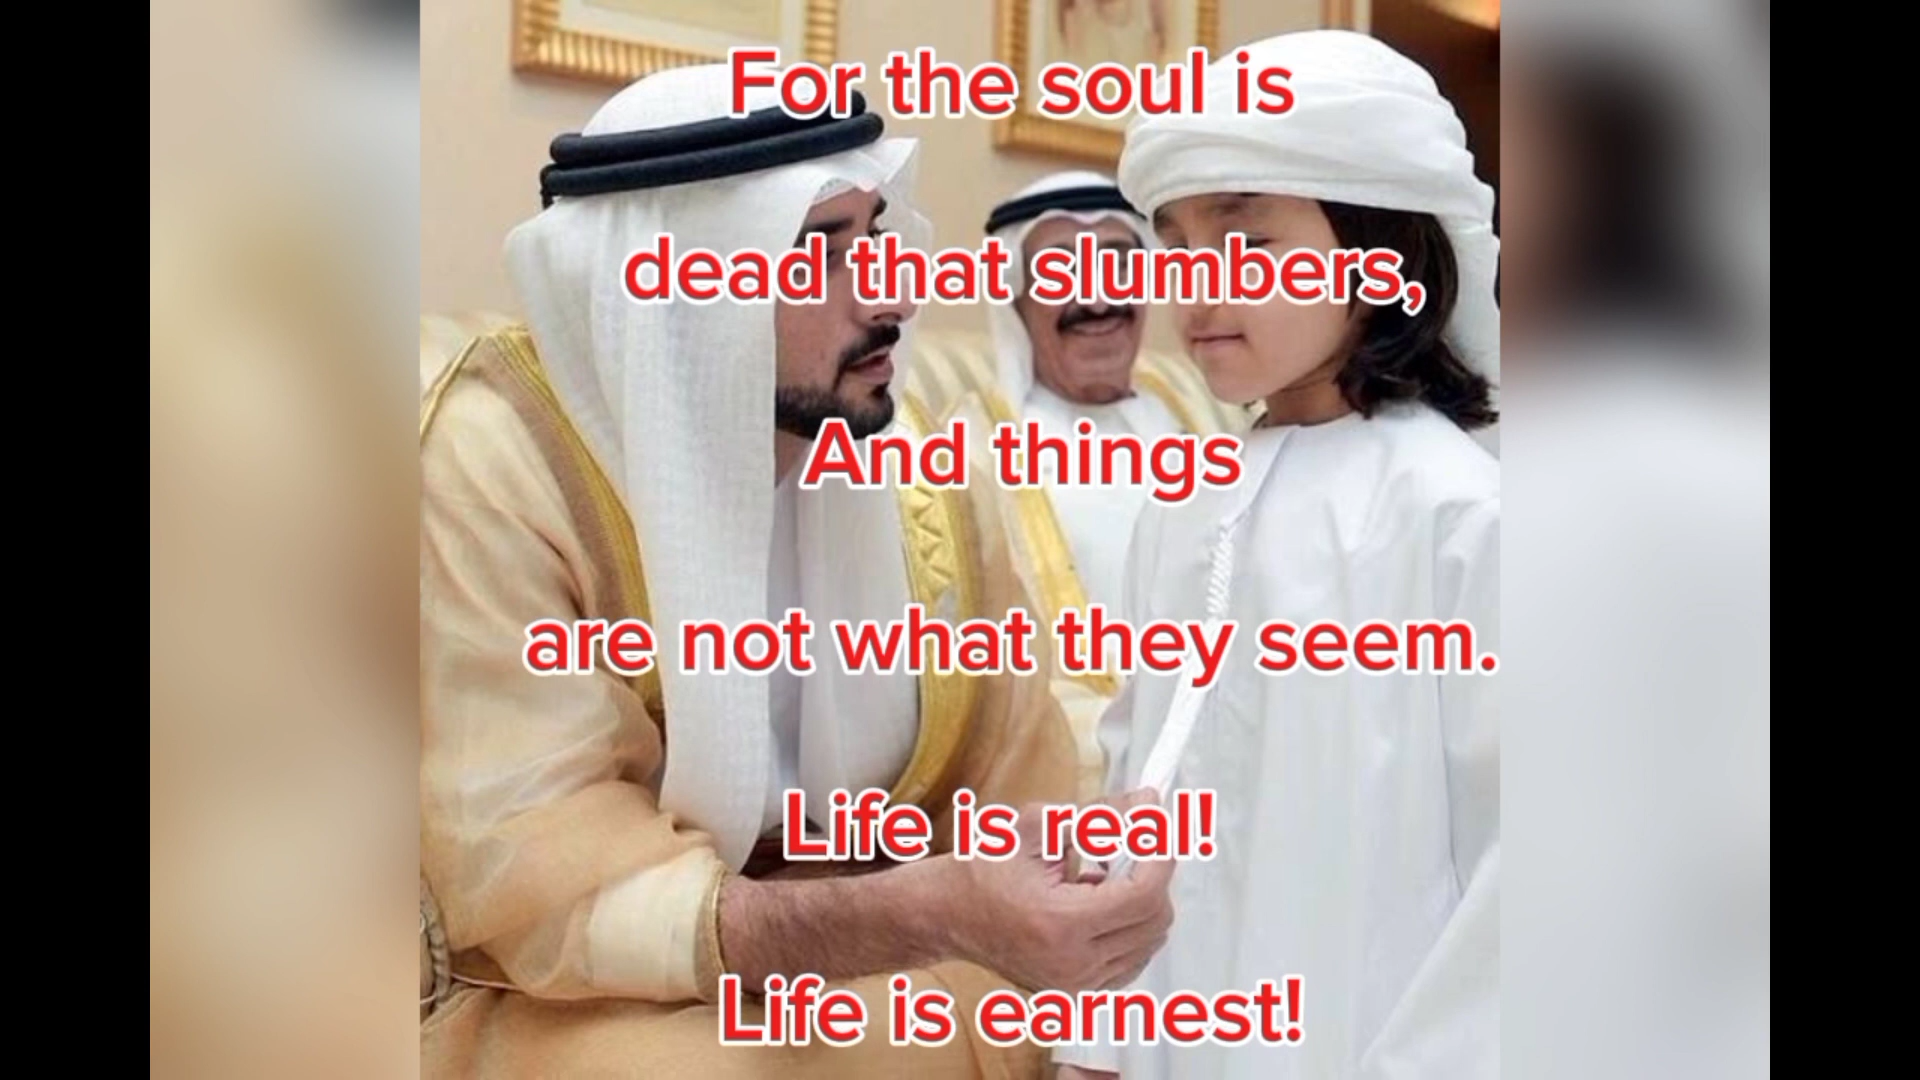 For the soul is
dead that slumbers,
And things
are not what they seem.
Life is real!
Life is earnest!